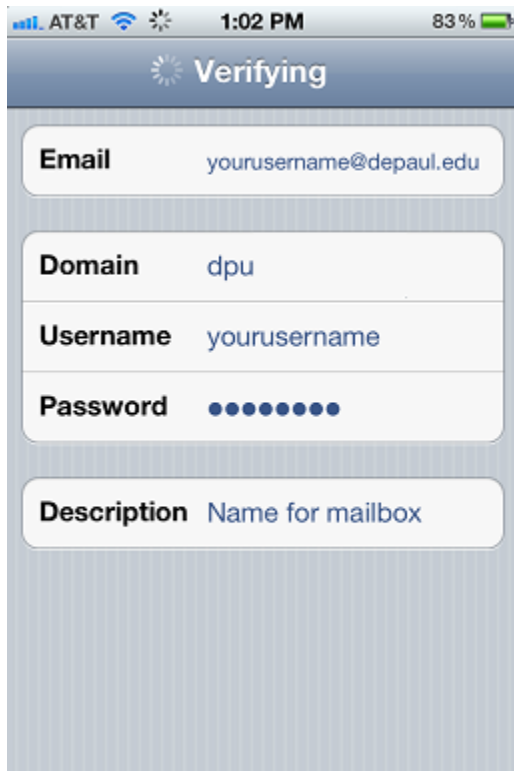 AT&T 1:02 PM 83%
Verifying
Email yourusername@depaul.edu
Domain dpu
Username yourusername
Password ●●●●●●●●
Description Name for mailbox